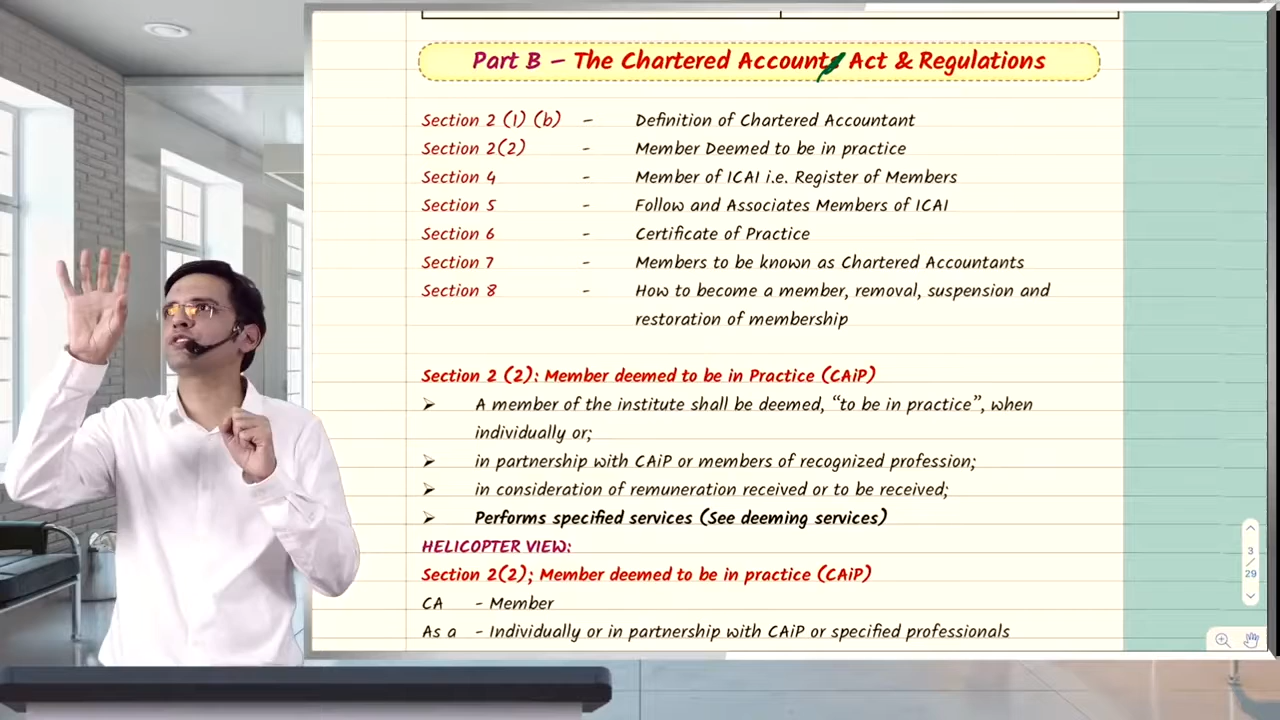 Part B – The Chartered Accounts Act & Regulations
Section 2 (1) (b) – Definition of Chartered Accountant
Section 2(2) - Member Deemed to be in practice
Section 4 - Member of ICAI i.e. Register of Members
Section 5 - Follow and Associates Members of ICAI
Section 6 - Certificate of Practice
Section 7 - Members to be known as Chartered Accountants
Section 8 - How to become a member, removal, suspension and
restoration of membership
Section 2 (2): Member deemed to be in Practice (CAiP)
➢ A member of the institute shall be deemed, “to be in practice”, when
individually or;
➢ in partnership with CAiP or members of recognized profession;
➢ in consideration of remuneration received or to be received;
➢ Performs specified services (See deeming services)
HELICOPTER VIEW:
Section 2(2); Member deemed to be in practice (CAiP)
CA - Member
As a - Individually or in partnership with CAiP or specified professionals
3
/
29